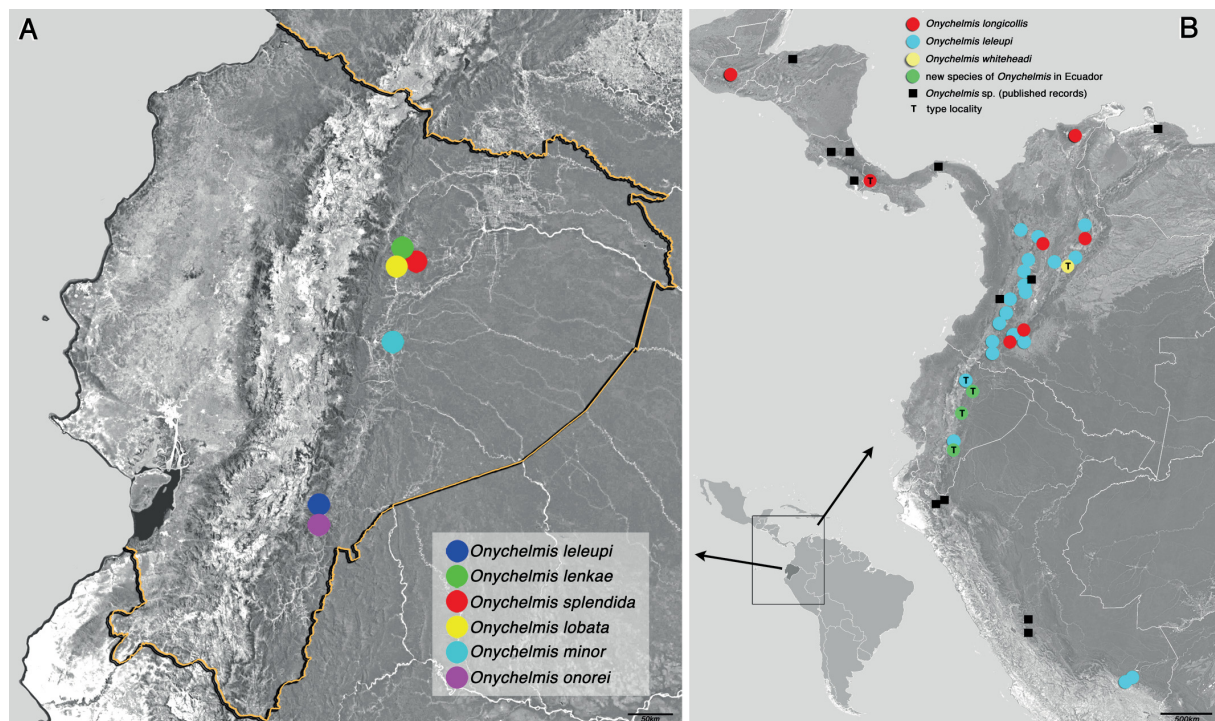 A
Onychelmis leleupi
Onychelmis lenkae
Onychelmis splendida
Onychelmis lobata
Onychelmis minor
Onychelmis onorei
50km
B
Onychelmis longicollis
Onychelmis leleupi
Onychelmis whiteheadi
new species of Onychelmis in Ecuador
Onychelmis sp. (published records)
T type locality
T
T
T
T
T
T
500km